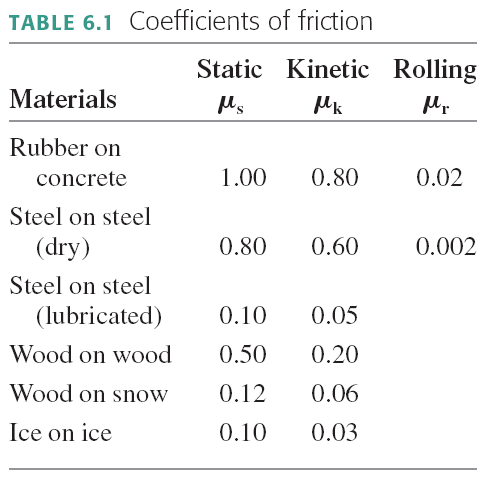 TABLE 6.1 Coefficients of friction
Static Kinetic Rolling
Materials μs μk μr
Rubber on
concrete 1.00 0.80 0.02
Steel on steel
(dry) 0.80 0.60 0.002
Steel on steel
(lubricated) 0.10 0.05
Wood on wood 0.50 0.20
Wood on snow 0.12 0.06
Ice on ice 0.10 0.03